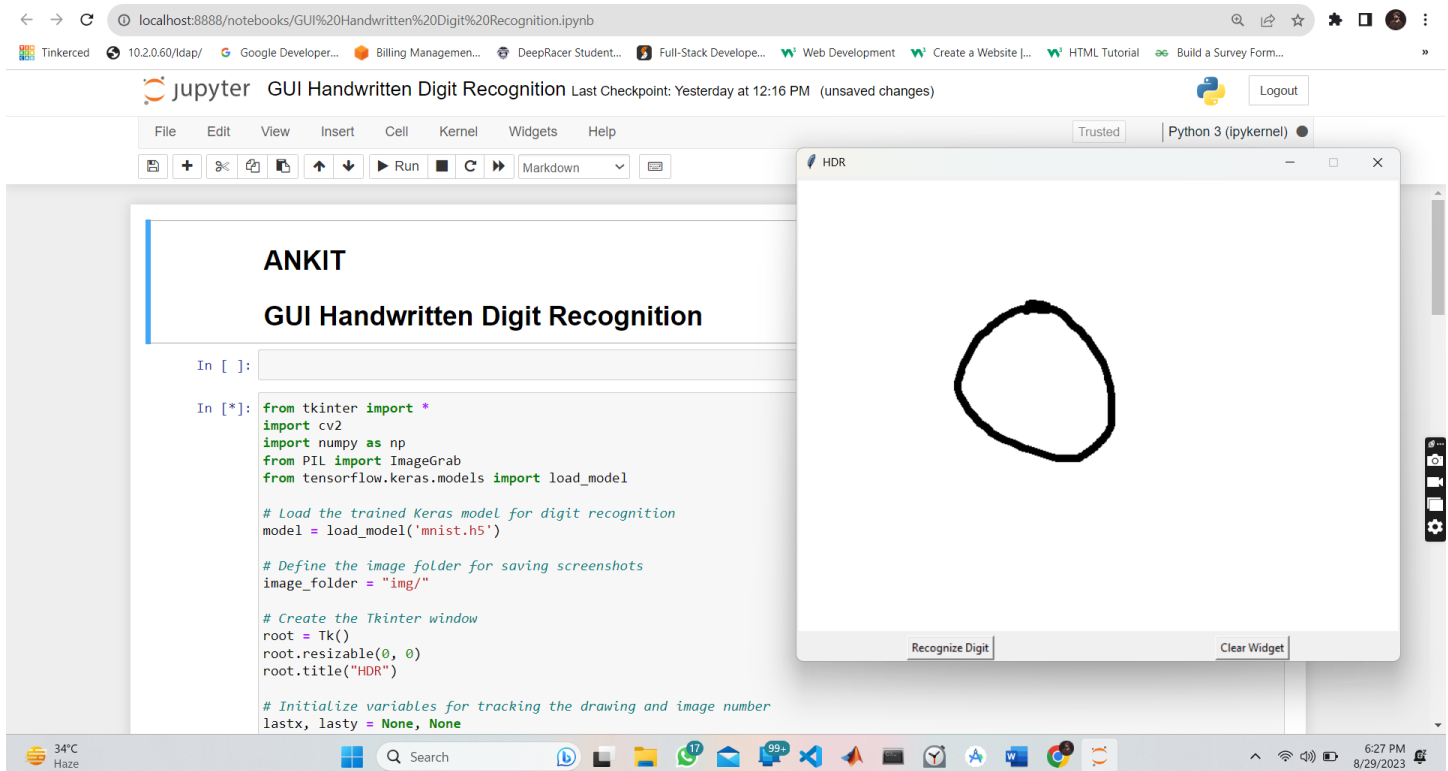 localhost:8888/notebooks/GUI%20Handwritten%20Digit%20Recognition.ipynb
Tinkerced 10.2.0.60/ldap/ Google Developer... Billing Managemen... DeepRacer Student... Full-Stack Develope... Web Development Create a Website |... HTML Tutorial Build a Survey Form... »
jupyter GUI Handwritten Digit Recognition Last Checkpoint: Yesterday at 12:16 PM (unsaved changes) Logout
File Edit View Insert Cell Kernel Widgets Help Trusted Python 3 (ipykernel)
Run Markdown
HDR
ANKIT
GUI Handwritten Digit Recognition
In [ ]:
In [*]: from tkinter import *
import cv2
import numpy as np
from PIL import ImageGrab
from tensorflow.keras.models import load_model
# Load the trained Keras model for digit recognition
model = load_model('mnist.h5')
# Define the image folder for saving screenshots
image_folder = "img/"
# Create the Tkinter window
root = Tk()
root.resizable(0, 0)
root.title("HDR")
# Initialize variables for tracking the drawing and image number
lastx, lasty = None, None
Recognize Digit Clear Widget
34°C
Haze
Search
17
99+
6:27 PM
8/29/2023